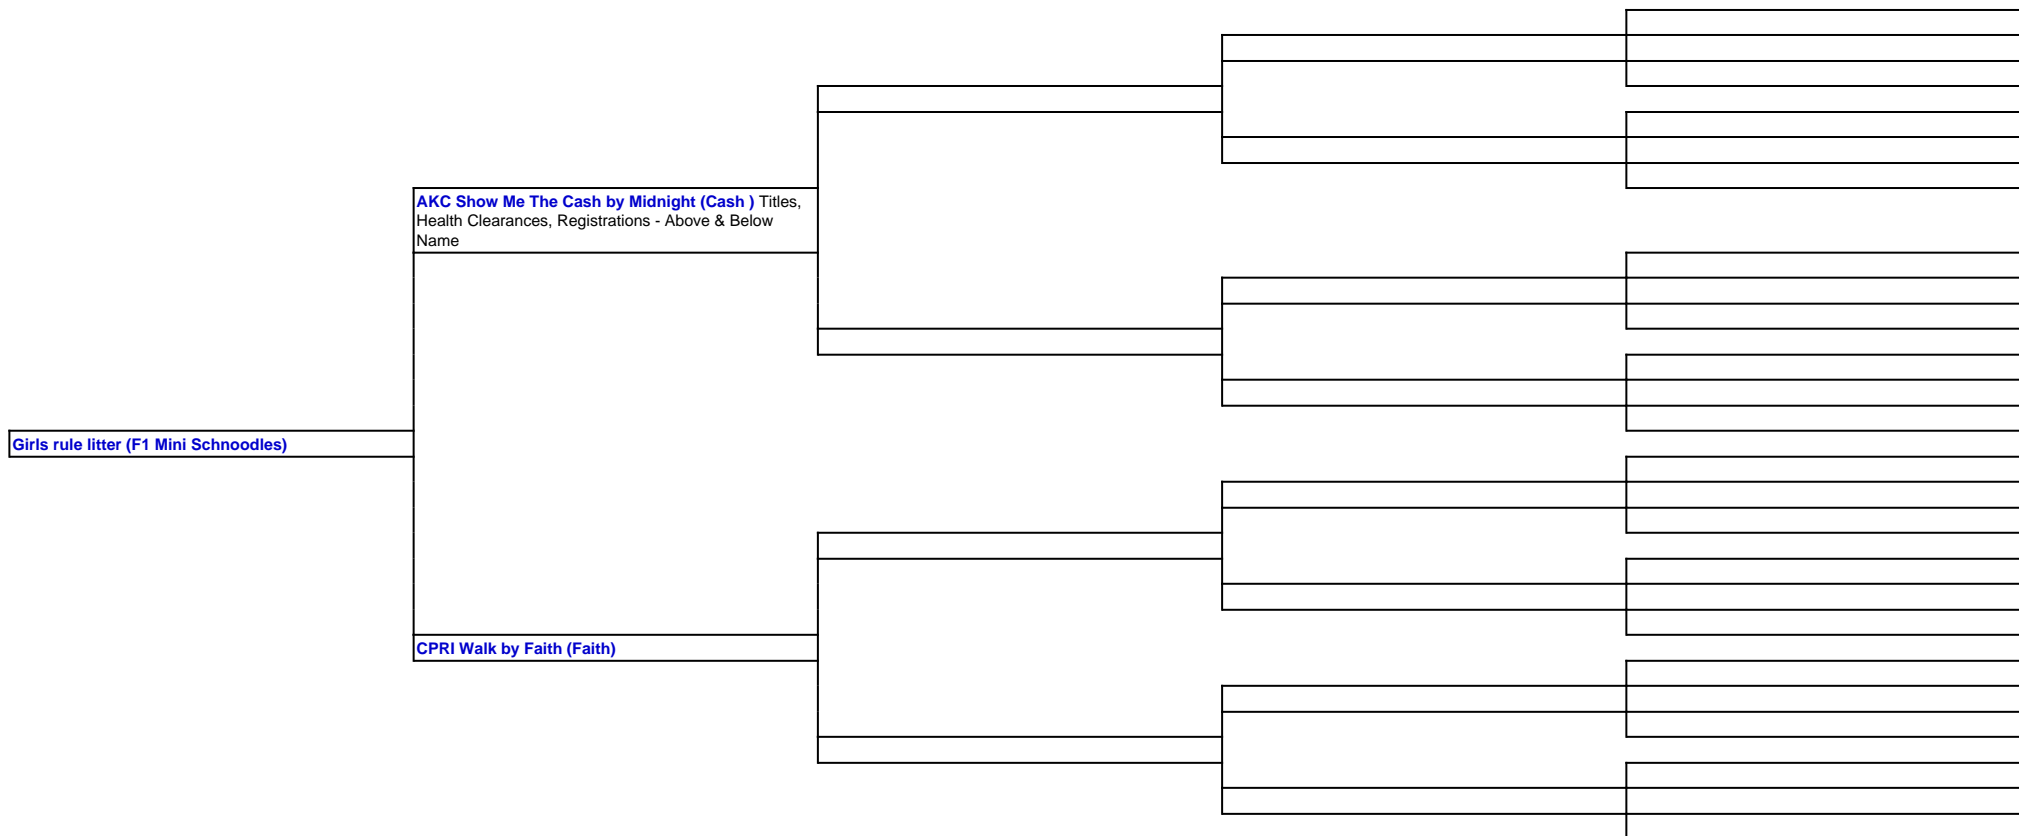 AKC Show Me The Cash by Midnight (Cash ) Titles,
Health Clearances, Registrations - Above & Below
Name
Girls rule litter (F1 Mini Schnoodles)
CPRI Walk by Faith (Faith)